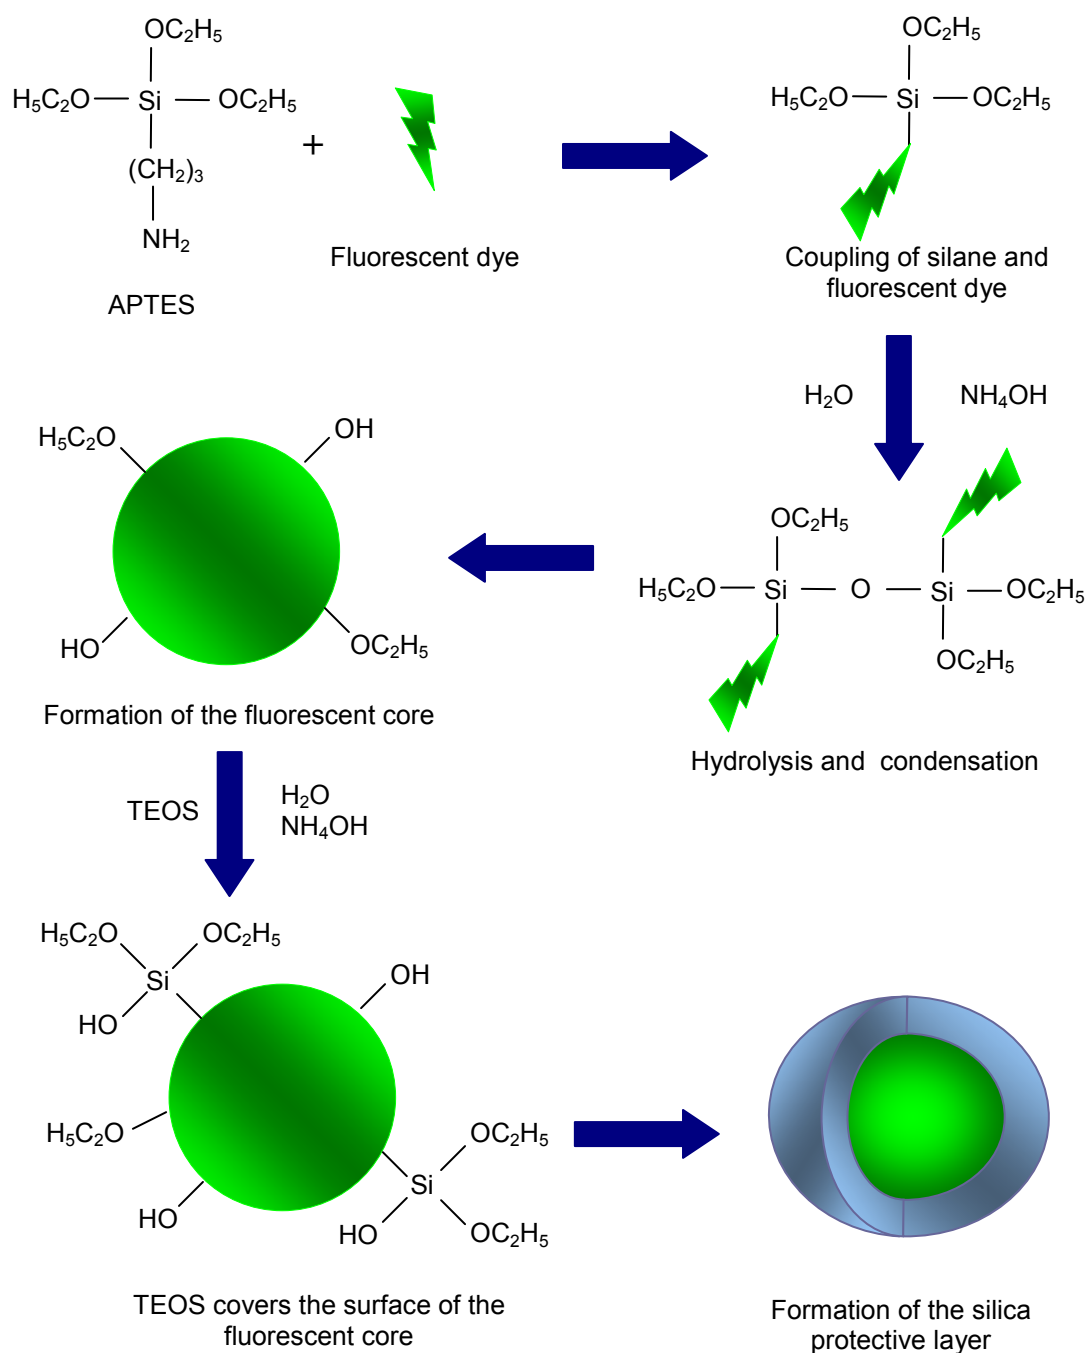 OC₂H₅
H₅C₂O Si OC₂H₅
(CH₂)₃
NH₂
APTES
+
Fluorescent dye
OC₂H₅
H₅C₂O Si OC₂H₅
Coupling of silane and
fluorescent dye
H₂O NH₄OH
OC₂H₅
H₅C₂O Si O Si OC₂H₅
OC₂H₅
Hydrolysis and condensation
H₅C₂O OH
HO OC₂H₅
Formation of the fluorescent core
TEOS
H₂O
NH₄OH
H₅C₂O OC₂H₅
Si
HO
OH
H₅C₂O
HO
OC₂H₅
Si
HO
OC₂H₅
TEOS covers the surface of the
fluorescent core
Formation of the silica
protective layer